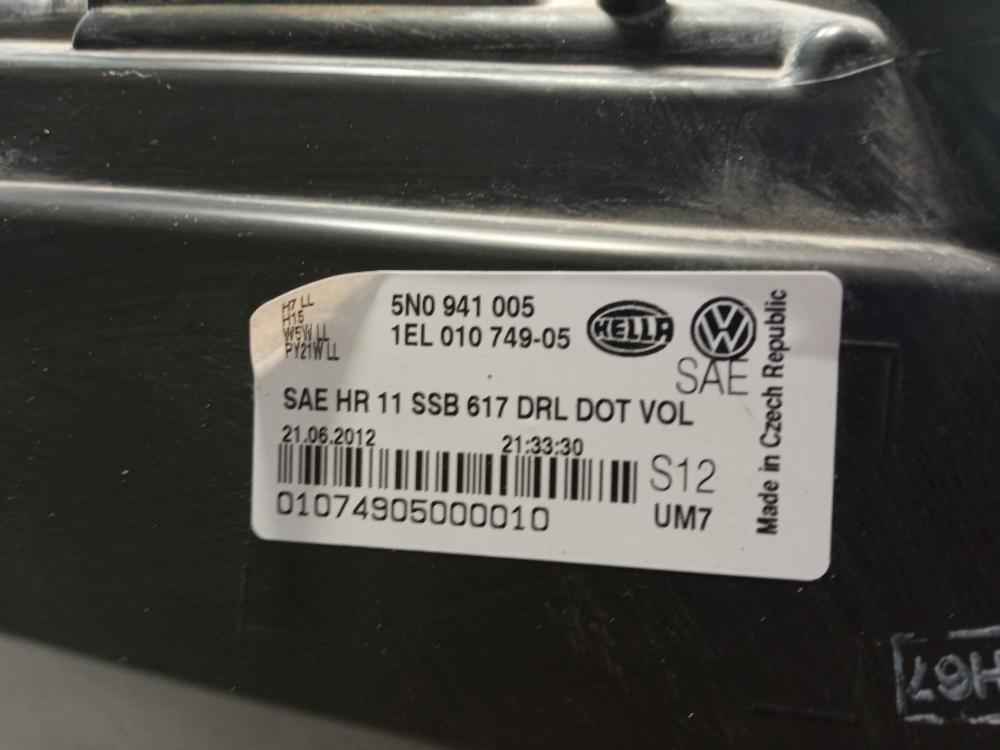 H7 LL
H15
W5W LL
PY21W LL
5N0 941 005
1EL 010 749-05
HELLA
VW
SAE
SAE HR 11 SSB 617 DRL DOT VOL
21.06.2012 21:33:30
S12
01074905000010
UM7
Made in Czech Republic